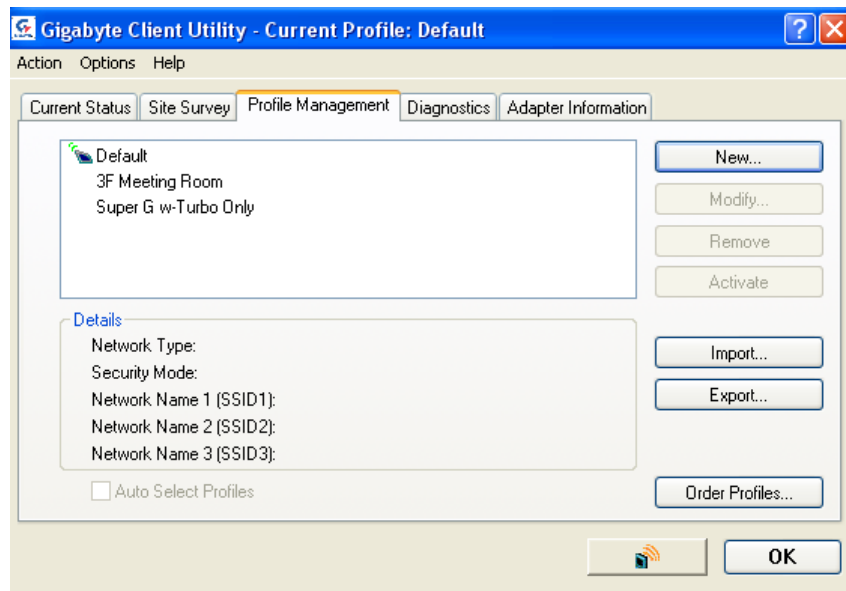 Gigabyte Client Utility - Current Profile: Default
Action Options Help
Current Status Site Survey Profile Management Diagnostics Adapter Information
Default
3F Meeting Room
Super G w-Turbo Only
New...
Modify...
Remove
Activate
Details
Network Type:
Security Mode:
Network Name 1 (SSID1):
Network Name 2 (SSID2):
Network Name 3 (SSID3):
Import...
Export...
Auto Select Profiles
Order Profiles...
OK